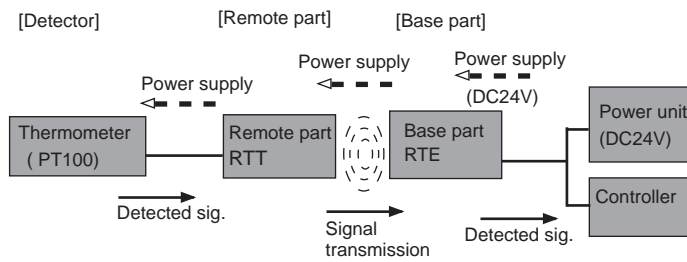 [Detector]
[Remote part]
[Base part]
Power supply
Power supply
Power supply
(DC24V)
Thermometer
( PT100)
Remote part
RTT
Base part
RTE
Power unit
(DC24V)
Controller
Detected sig.
Signal
transmission
Detected sig.